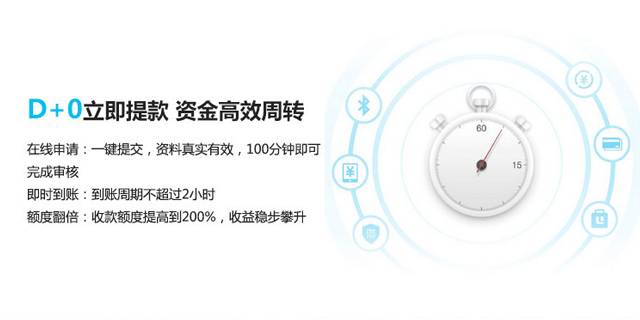 D+0立即提款 资金高效周转
在线申请：一键提交，资料真实有效，100分钟即可
完成审核
即时到账：到账周期不超过2小时
额度翻倍：收款额度提高到200%，收益稳步攀升
60
15